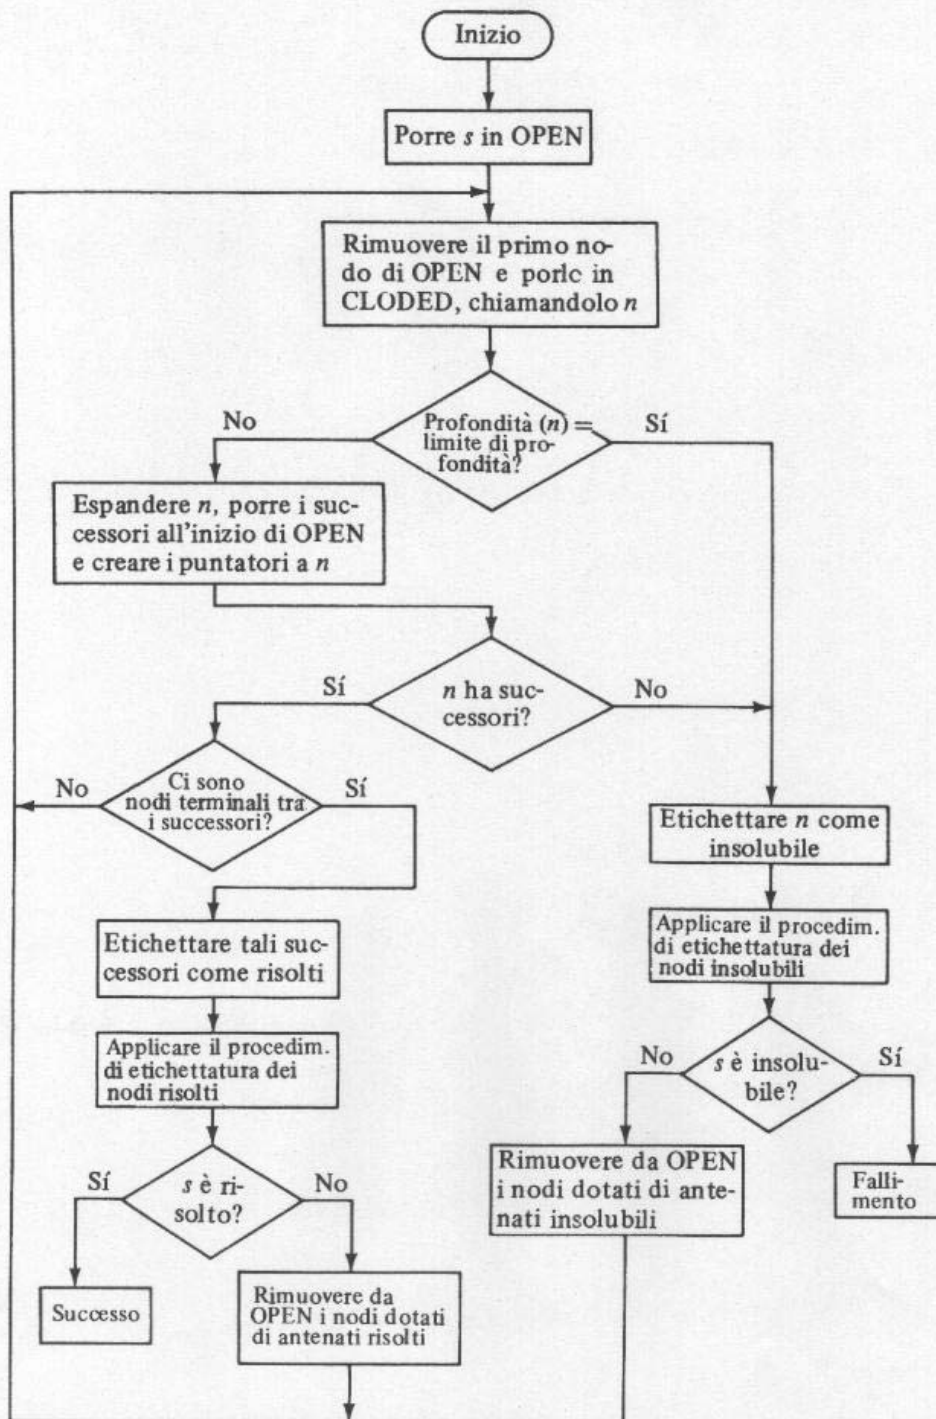 Inizio
Porre s in OPEN
Rimuovere il primo no-
do di OPEN e porlc in
CLODED, chiamandolo n
No
Profondità (n) =
limite di pro-
fondità?
Sí
Espandere n, porre i suc-
cessori all'inizio di OPEN
e creare i puntatori a n
Sí
n ha suc-
cessori?
No
No
Ci sono
nodi terminali tra
i successori?
Sí
Etichettare n come
insolubile
Etichettare tali suc-
cessori come risolti
Applicare il procedim.
di etichettatura dei
nodi insolubili
Applicare il procedim.
di etichettatura dei
nodi risolti
No
s è insolu-
bile?
Sí
Sí
s è ri-
solto?
No
Rimuovere da OPEN
i nodi dotati di ante-
nati insolubili
Falli-
mento
Successo
Rimuovere da
OPEN i nodi dotati
di antenati risolti